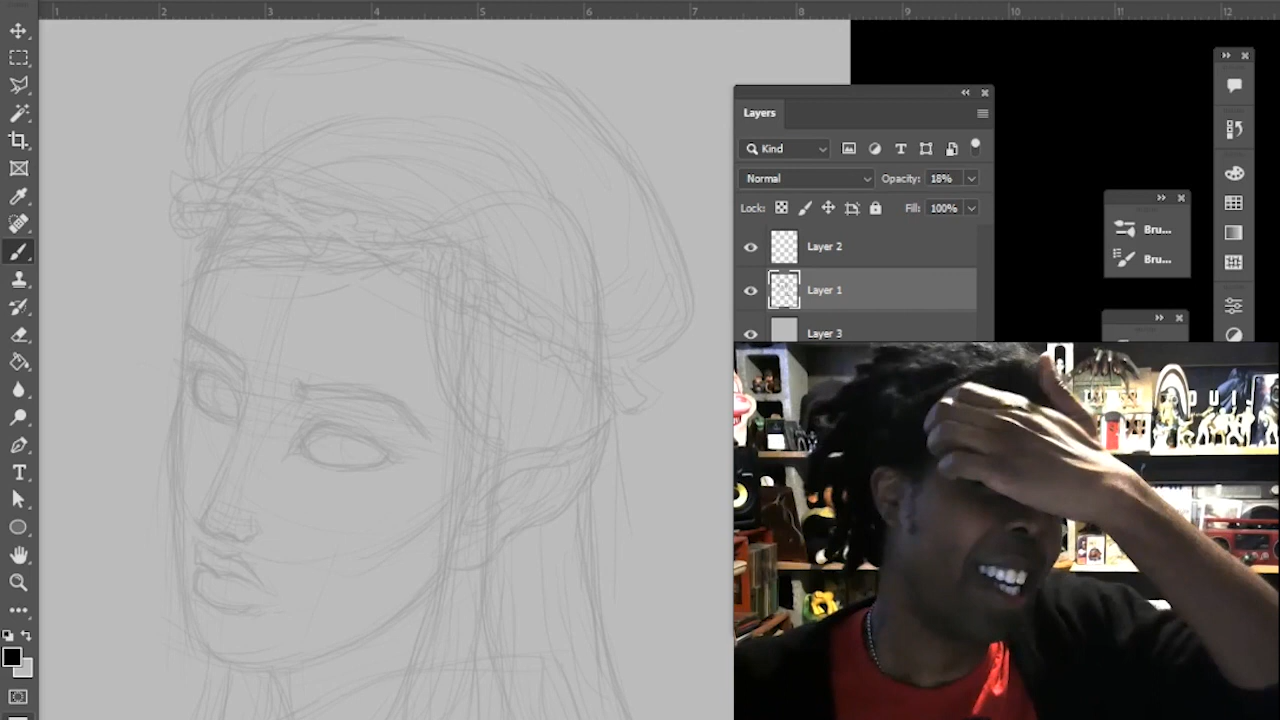 1 2 3 4 5 6 7 8 9 10 11 12
Layers
Kind
Normal Opacity: 18%
Lock: Fill: 100%
Layer 2
Layer 1
Layer 3
Bru...
Bru...